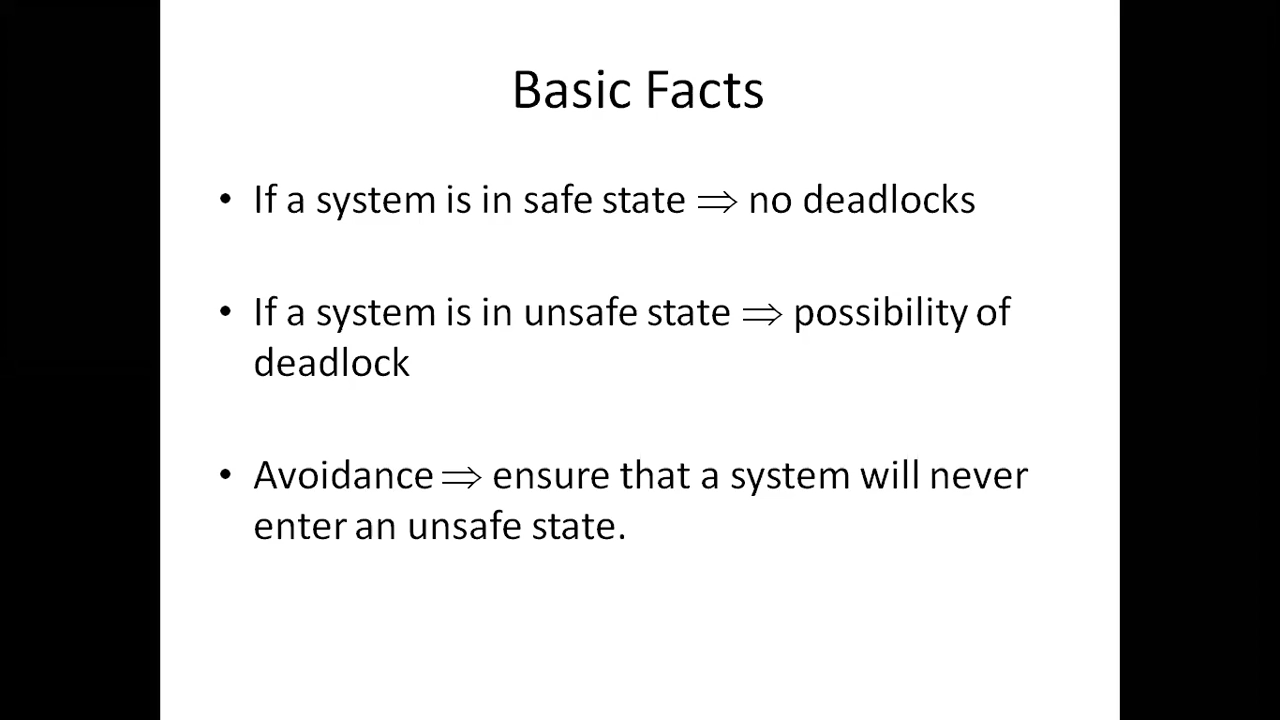 Basic Facts
• If a system is in safe state ⇒ no deadlocks
• If a system is in unsafe state ⇒ possibility of
deadlock
• Avoidance ⇒ ensure that a system will never
enter an unsafe state.